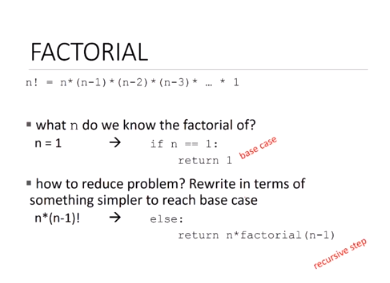 FACTORIAL
n! = n*(n-1)*(n-2)*(n-3)* … * 1
▪ what n do we know the factorial of?
n = 1 → if n == 1:
return 1 base case
▪ how to reduce problem? Rewrite in terms of
something simpler to reach base case
n*(n-1)! → else:
return n*factorial(n-1)
recursive step